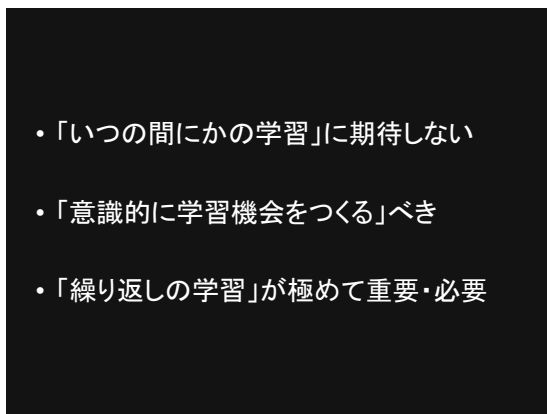 • 「いつの間にかの学習」に期待しない
• 「意識的に学習機会をつくる」べき
• 「繰り返しの学習」が極めて重要・必要